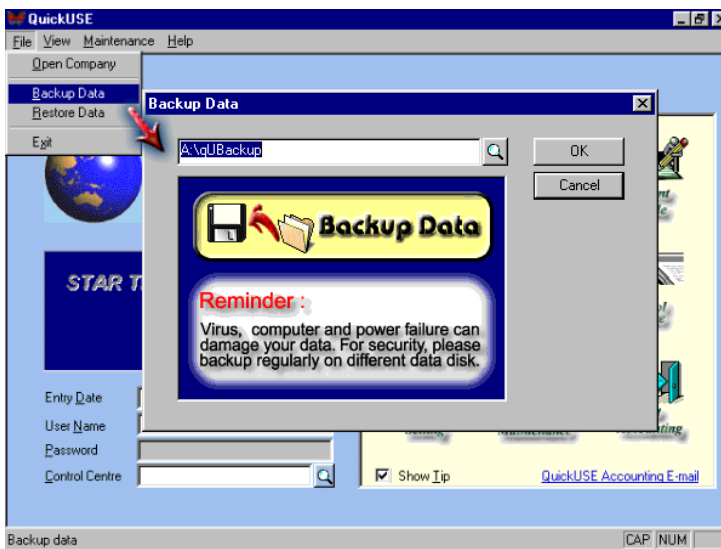 QuickUSE
File View Maintenance Help
Open Company
Backup Data
Restore Data
Exit
Backup Data
A:\qUBackup
OK
Cancel
Backup Data
Reminder :
Virus, computer and power failure can
damage your data. For security, please
backup regularly on different data disk.
STAR
Entry Date
User Name
Password
Control Centre
Show Tip
QuickUSE Accounting E-mail
Backup data
CAP NUM